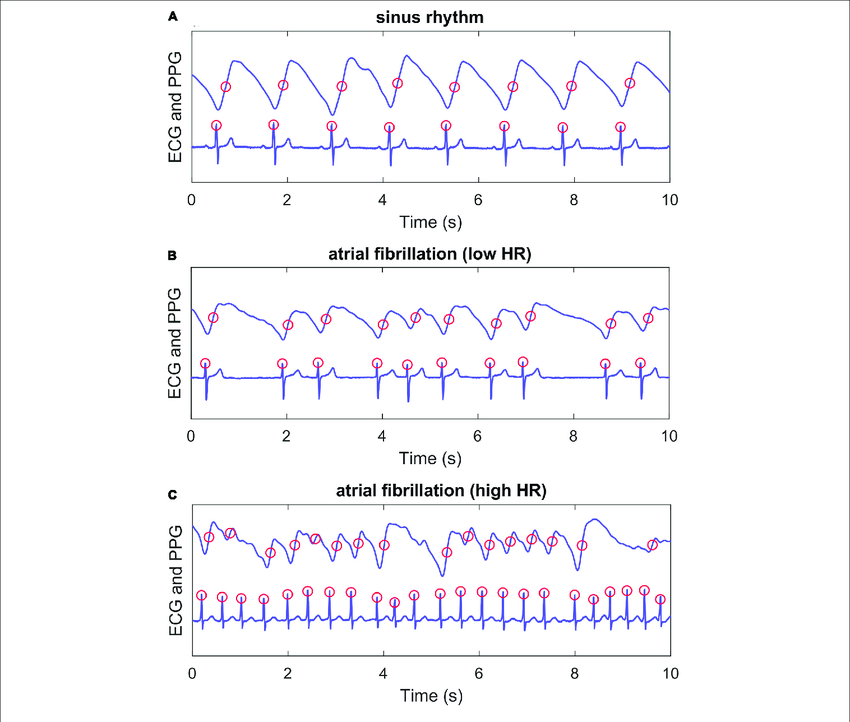 A sinus rhythm
ECG and PPG
0 2 4 6 8 10
Time (s)
B atrial fibrillation (low HR)
ECG and PPG
0 2 4 6 8 10
Time (s)
C atrial fibrillation (high HR)
ECG and PPG
0 2 4 6 8 10
Time (s)